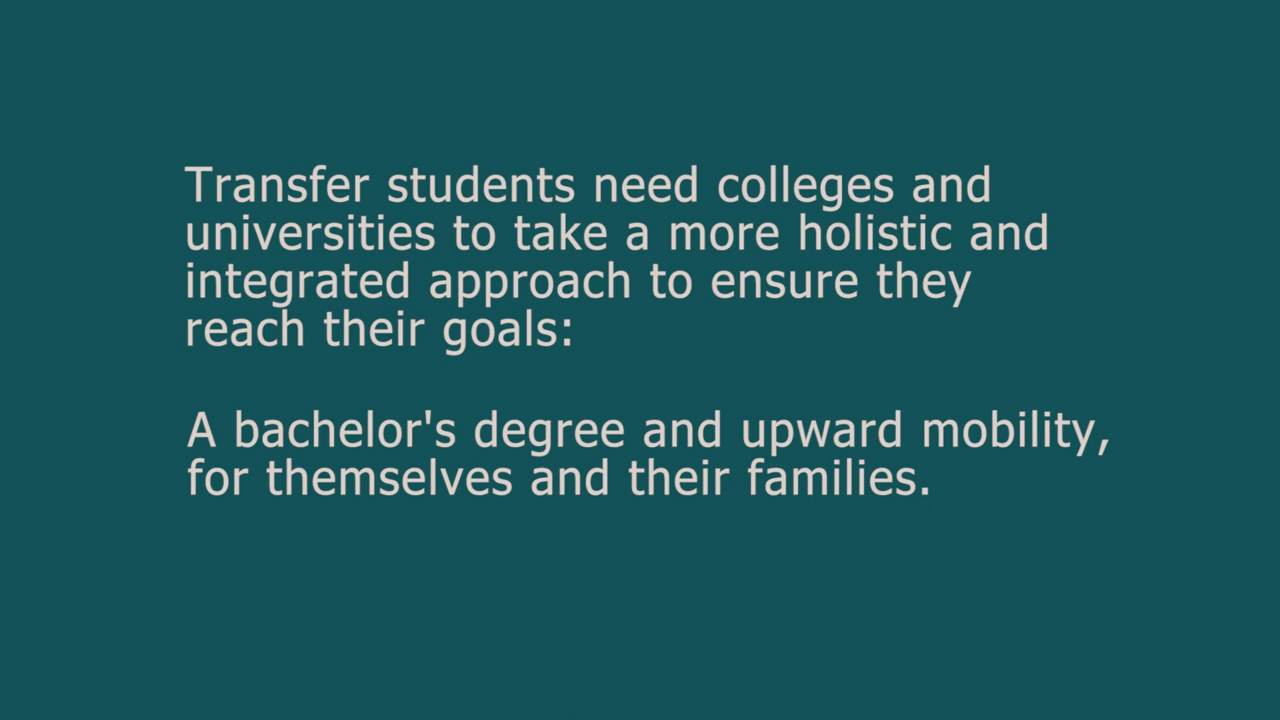 Transfer students need colleges and
universities to take a more holistic and
integrated approach to ensure they
reach their goals:
A bachelor's degree and upward mobility,
for themselves and their families.